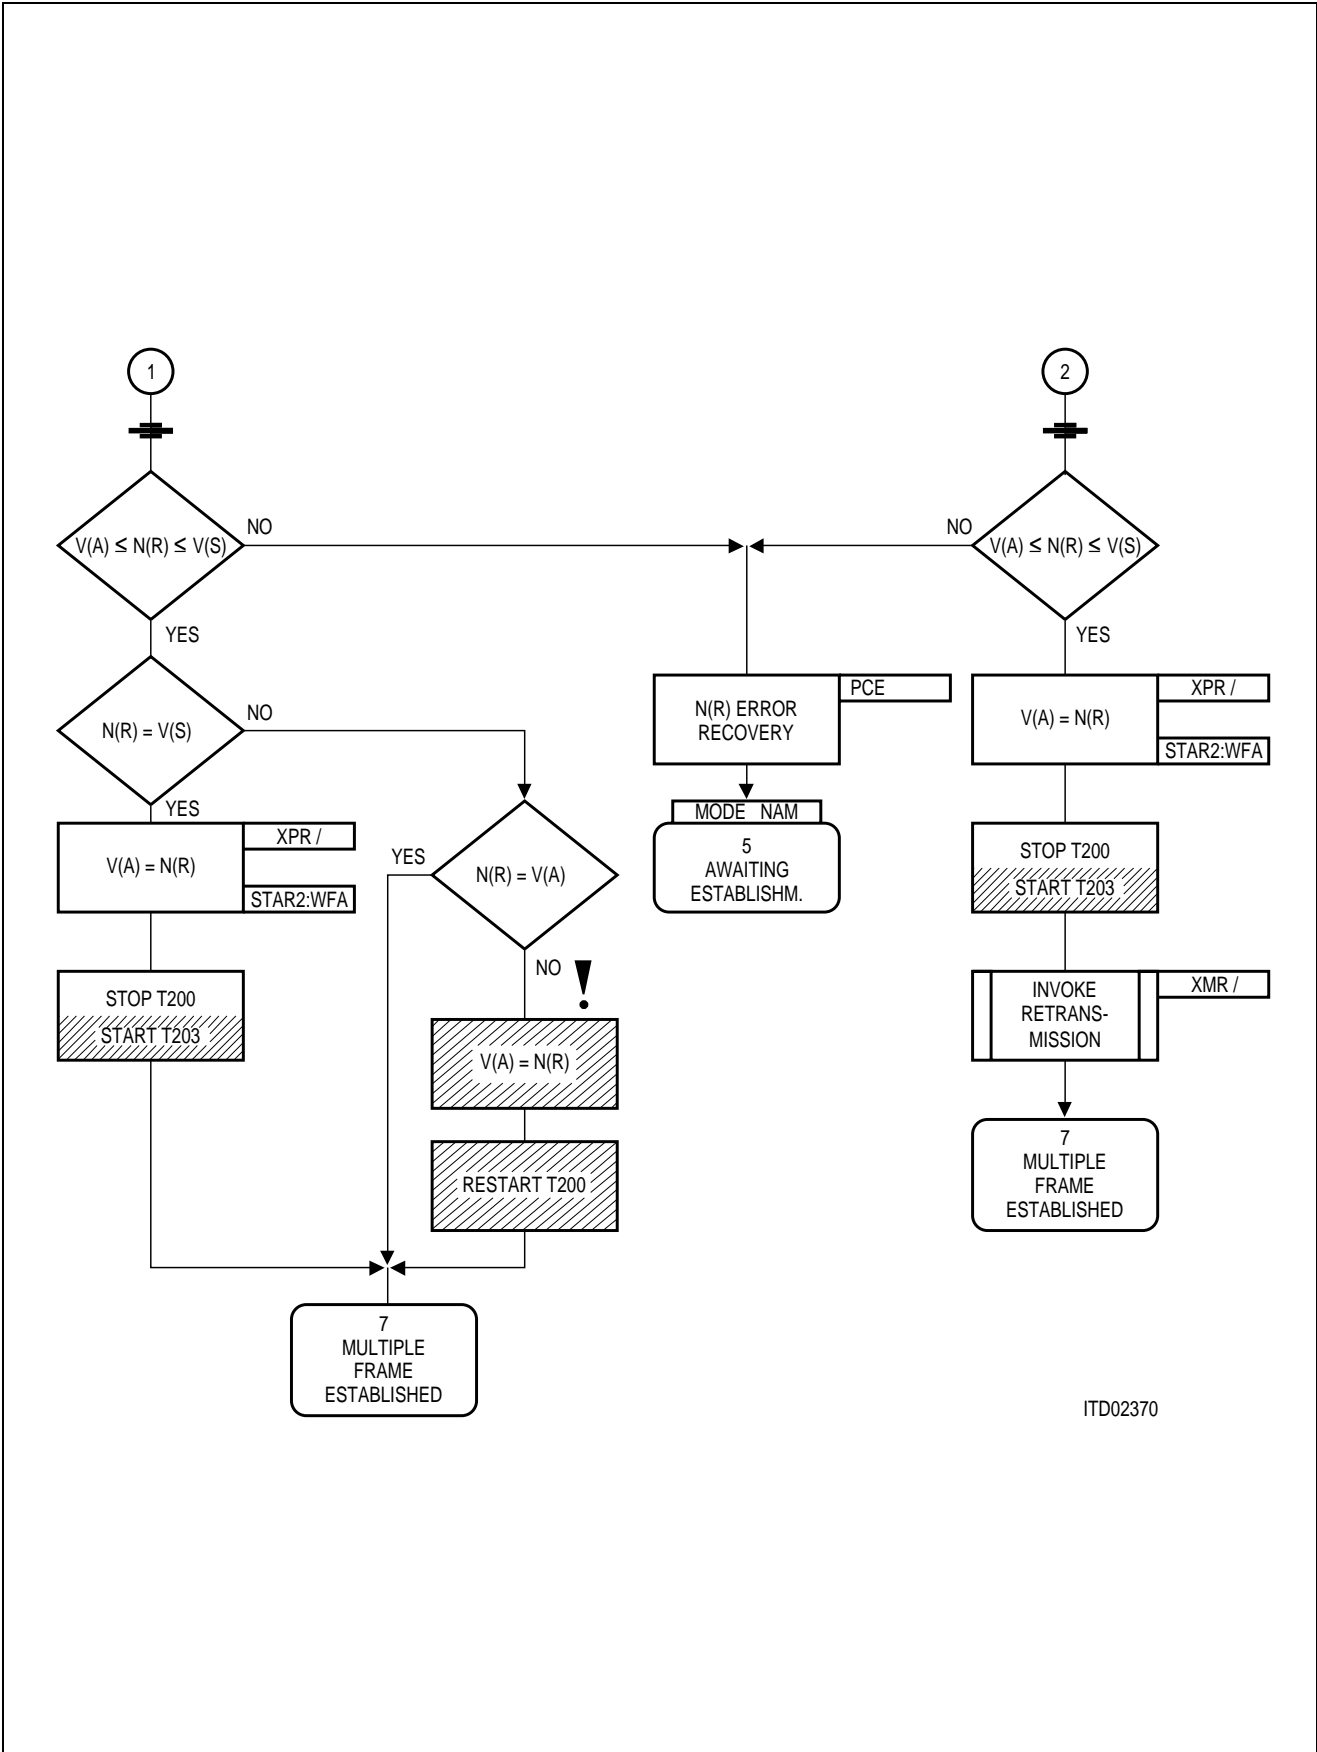 1
2
V(A) ≤ N(R) ≤ V(S)
NO
NO
V(A) ≤ N(R) ≤ V(S)
YES
YES
N(R) = V(S)
NO
N(R) ERROR
RECOVERY
PCE
V(A) = N(R)
XPR /
STAR2:WFA
YES
V(A) = N(R)
XPR /
STAR2:WFA
YES
N(R) = V(A)
MODE NAM
5
AWAITING
ESTABLISHM.
STOP T200
START T203
NO
!
STOP T200
START T203
V(A) = N(R)
INVOKE
RETRANS-
MISSION
XMR /
RESTART T200
7
MULTIPLE
FRAME
ESTABLISHED
7
MULTIPLE
FRAME
ESTABLISHED
ITD02370